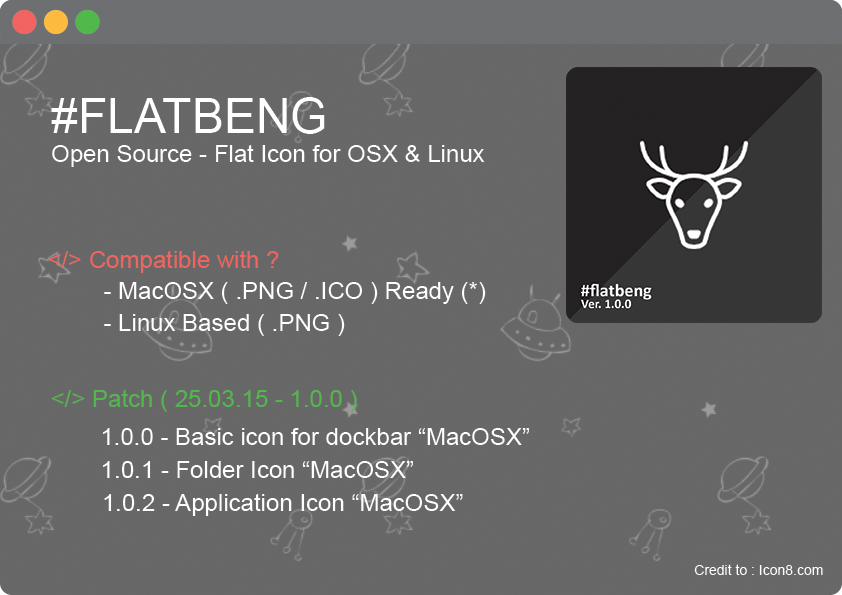 #FLATBENG
Open Source - Flat Icon for OSX & Linux
#flatbeng
Ver. 1.0.0
</> Compatible with ?
- MacOSX ( .PNG / .ICO ) Ready (*)
- Linux Based ( .PNG )
</> Patch ( 25.03.15 - 1.0.0 )
1.0.0 - Basic icon for dockbar “MacOSX”
1.0.1 - Folder Icon “MacOSX”
1.0.2 - Application Icon “MacOSX”
Credit to : Icon8.com